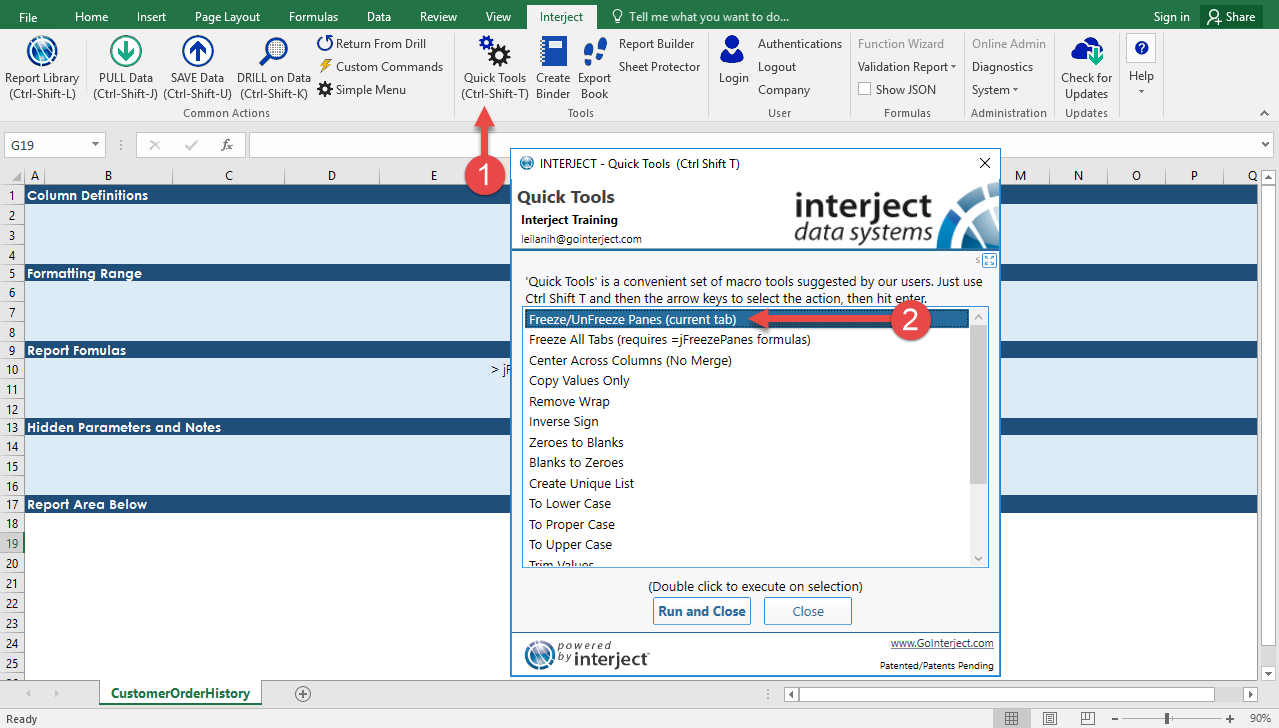 File Home Insert Page Layout Formulas Data Review View Interject Tell me what you want to do... Sign in Share
Report Library
(Ctrl-Shift-L)
PULL Data
(Ctrl-Shift-J)
SAVE Data
(Ctrl-Shift-U)
DRILL on Data
(Ctrl-Shift-K)
Return From Drill
Custom Commands
Simple Menu
Common Actions
Quick Tools
(Ctrl-Shift-T)
Create
Binder
Export
Book
Report Builder
Sheet Protector
Tools
Login
Authentications
Logout
Company
User
Function Wizard
Validation Report
Show JSON
Formulas
Online Admin
Diagnostics
System
Administration
Check for
Updates
Updates
?
Help
G19 fx
1
A B C D E M N O P Q
1 Column Definitions
2
3
4
5 Formatting Range
6
7
8
9 Report Fomulas
10 > jF
11
12
13 Hidden Parameters and Notes
14
15
16
17 Report Area Below
18
19
20
21
22
23
24
25
INTERJECT - Quick Tools (Ctrl Shift T)
Quick Tools
Interject Training
leilanih@gointerject.com
interject
data systems
s
'Quick Tools' is a convenient set of macro tools suggested by our users. Just use
Ctrl Shift T and then the arrow keys to select the action, then hit enter.
Freeze/UnFreeze Panes (current tab)
2
Freeze All Tabs (requires =jFreezePanes formulas)
Center Across Columns (No Merge)
Copy Values Only
Remove Wrap
Inverse Sign
Zeroes to Blanks
Blanks to Zeroes
Create Unique List
To Lower Case
To Proper Case
To Upper Case
Trim Values
(Double click to execute on selection)
Run and Close Close
powered
by interject
www.GoInterject.com
Patented/Patents Pending
CustomerOrderHistory
Ready 90%